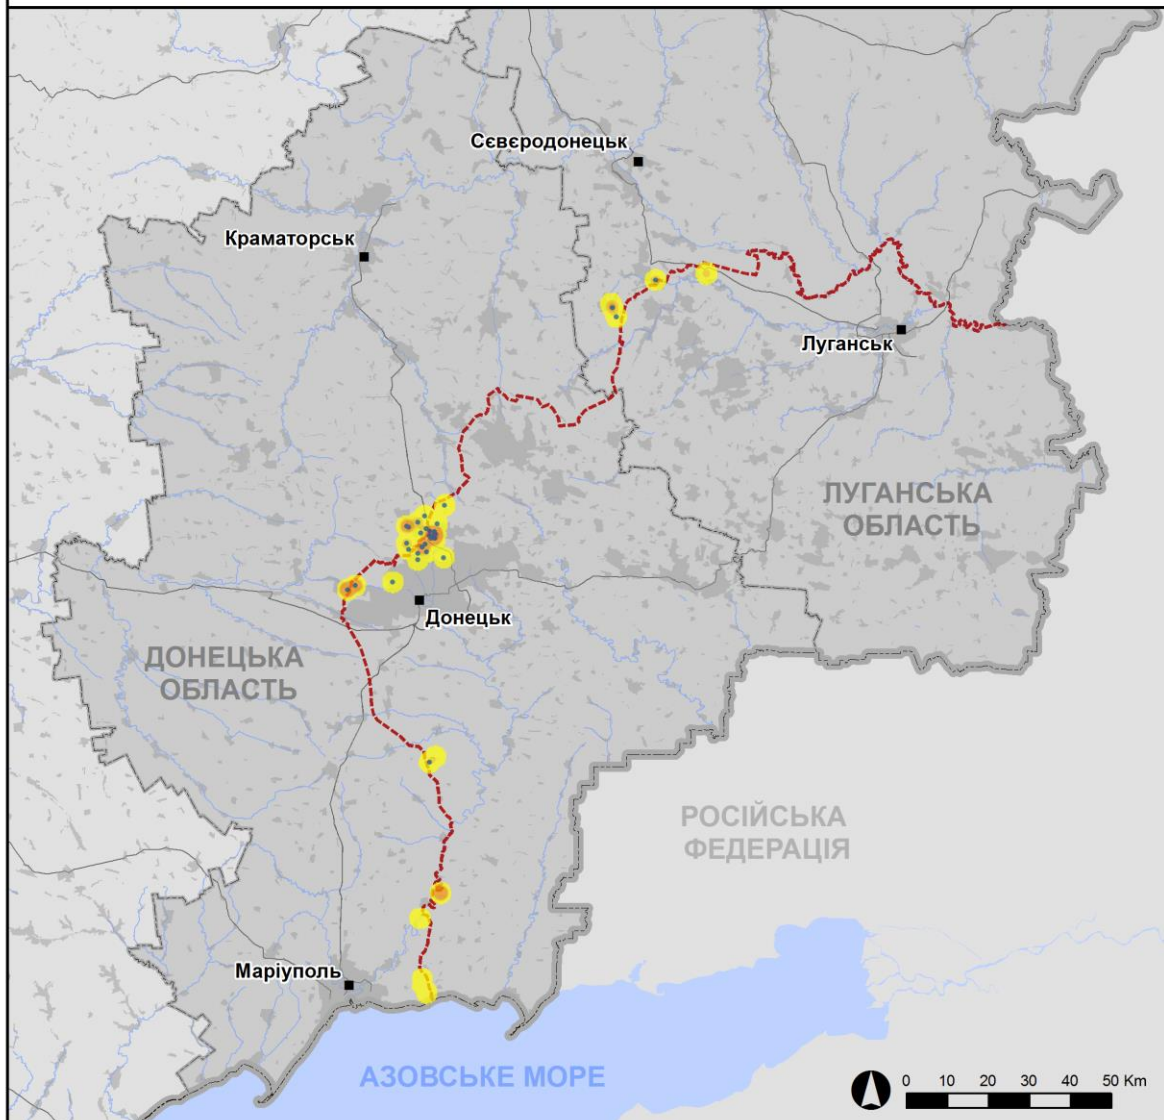 Сєвєродонецьк
Краматорськ
Луганськ
ЛУГАНСЬКА
ОБЛАСТЬ
Донецьк
ДОНЕЦЬКА
ОБЛАСТЬ
РОСІЙСЬКА
ФЕДЕРАЦІЯ
Маріуполь
АЗОВСЬКЕ МОРЕ
0 10 20 30 40 50 Km